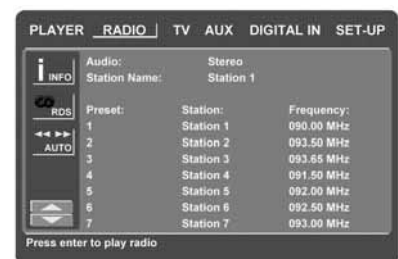 PLAYER RADIO TV AUX DIGITAL IN SET-UP
i INFO
Audio: Stereo
Station Name: Station 1
RDS
AUTO
Preset: Station: Frequency:
1 Station 1 090.00 MHz
2 Station 2 093.50 MHz
3 Station 3 093.65 MHz
4 Station 4 091.50 MHz
5 Station 5 092.00 MHz
6 Station 6 092.50 MHz
7 Station 7 093.00 MHz
Press enter to play radio